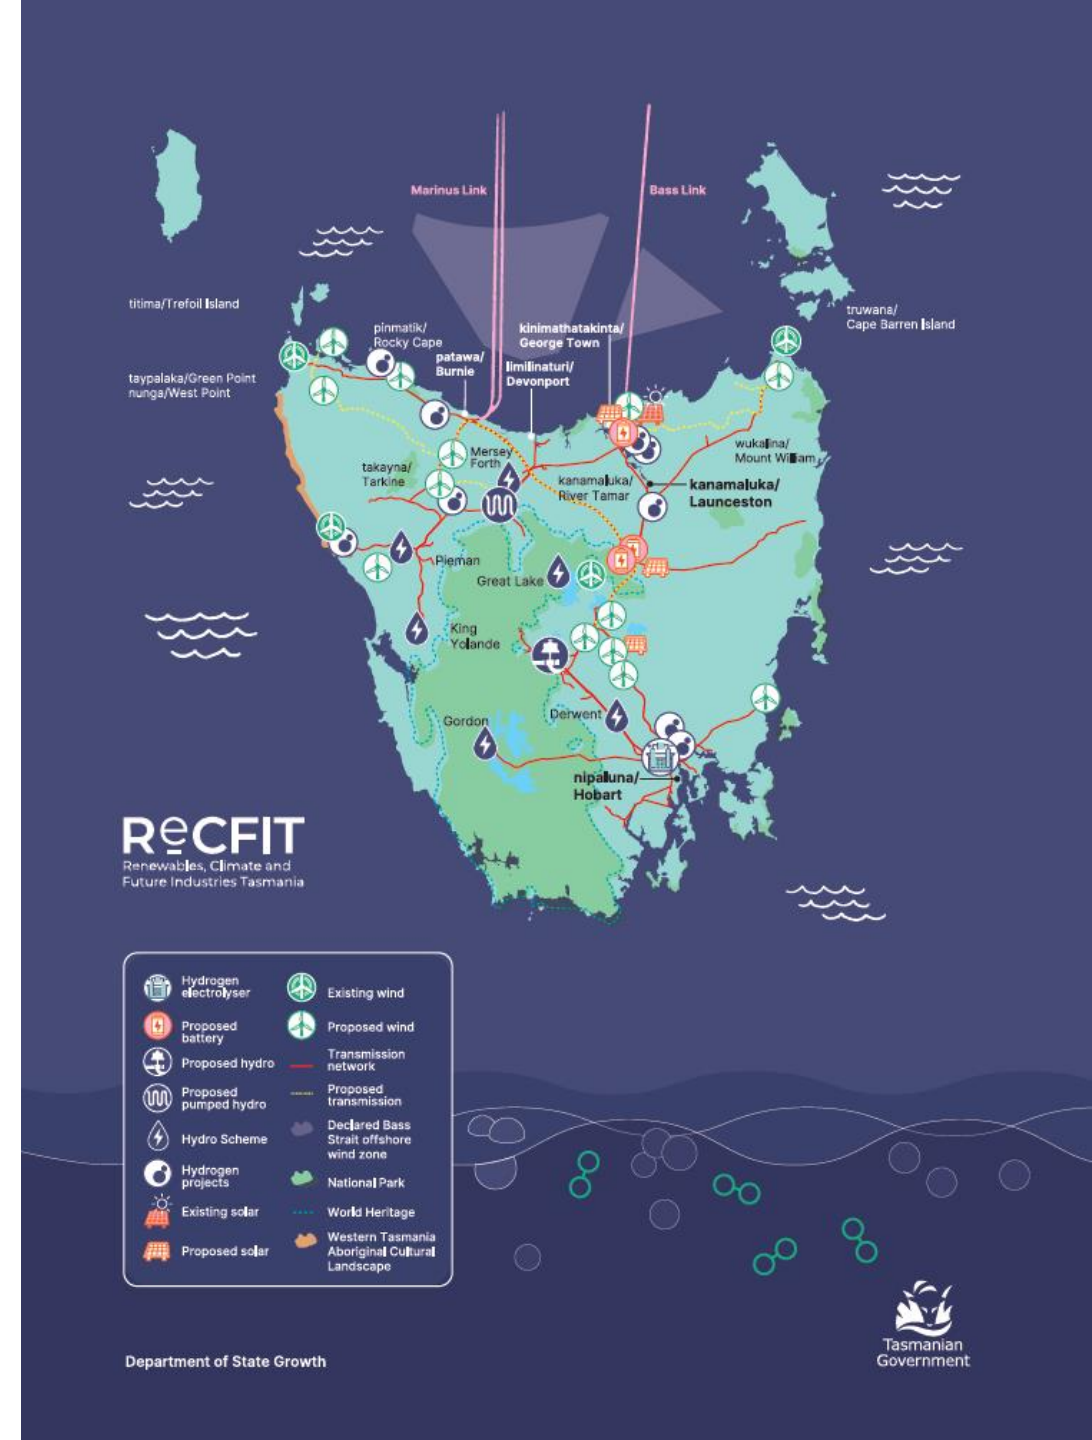 Marinus Link
Bass Link
titima/Trefoil Island
truwana/
Cape Barren Island
pinmatik/
Rocky Cape
kinimathatakinta/
George Town
patawa/
Burnie
limilinaturi/
Devonport
taypalaka/Green Point
nunga/West Point
wukalina/
Mount William
Mersey
Forth
takayna/
Tarkine
kanamaluka/
River Tamar
kanamaluka/
Launceston
Pieman
Great Lake
King
Yolande
Gordon
Derwent
nipaluna/
Hobart
ReCFIT
Renewables, Climate and
Future Industries Tasmania
Hydrogen
electrolyser
Proposed
battery
Proposed hydro
Proposed
pumped hydro
Hydro Scheme
Hydrogen
projects
Existing solar
Proposed solar
Existing wind
Proposed wind
Transmission
network
Proposed
transmission
Declared Bass
Strait offshore
wind zone
National Park
World Heritage
Western Tasmania
Aboriginal Cultural
Landscape
Department of State Growth
Tasmanian
Government